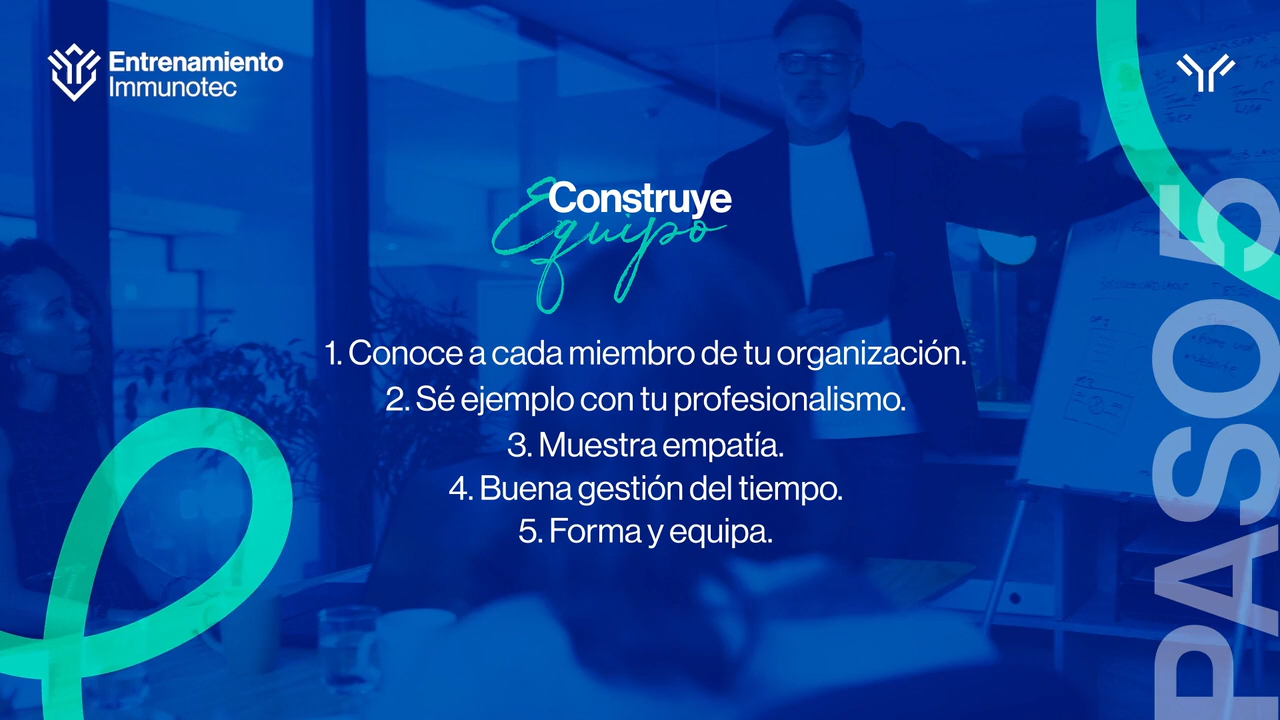 Entrenamiento
Immunotec
Construye
Equipo
1. Conoce a cada miembro de tu organización.
2. Sé ejemplo con tu profesionalismo.
3. Muestra empatía.
4. Buena gestión del tiempo.
5. Forma y equipa.
PASO 5